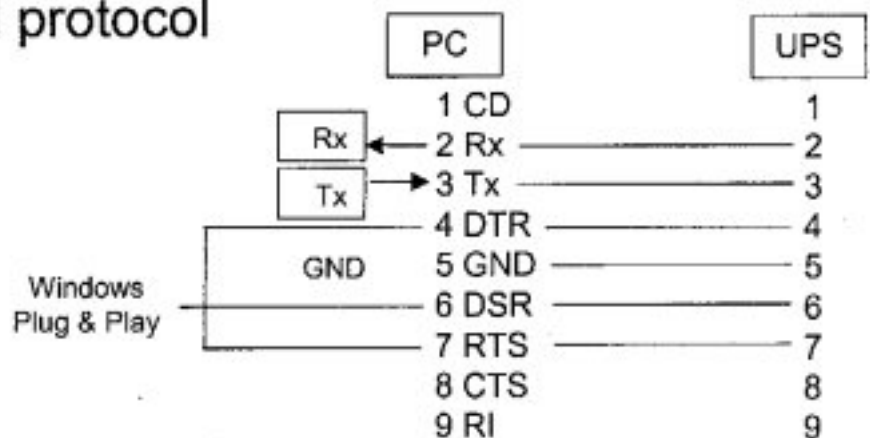 protocol
PC UPS
1 CD 1
Rx 2 Rx 2
Tx 3 Tx 3
4 DTR 4
GND 5 GND 5
Windows
Plug & Play
6 DSR 6
7 RTS 7
8 CTS 8
9 RI 9